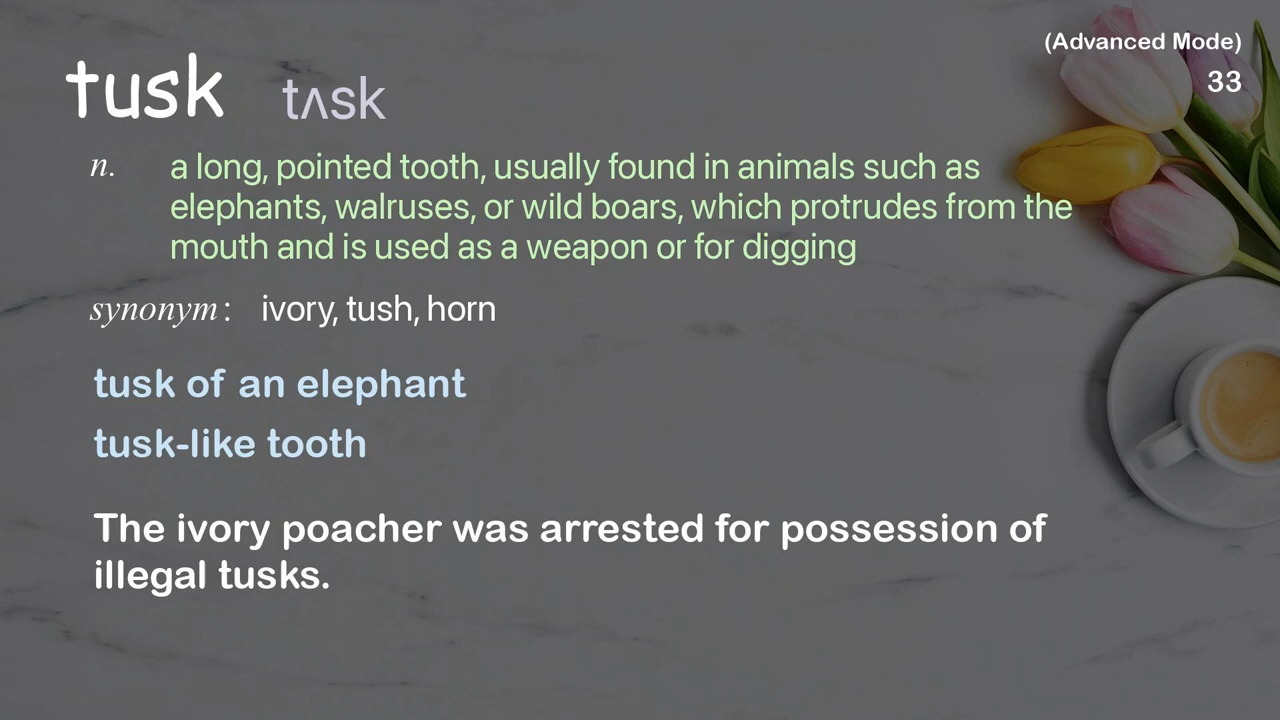 (Advanced Mode)
33
tusk tʌsk
n. a long, pointed tooth, usually found in animals such as
elephants, walruses, or wild boars, which protrudes from the
mouth and is used as a weapon or for digging
synonym: ivory, tush, horn
tusk of an elephant
tusk-like tooth
The ivory poacher was arrested for possession of
illegal tusks.